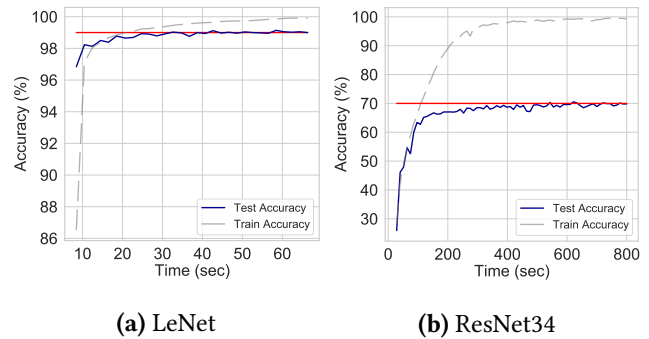 100
98
96
94
92
90
88
86
Accuracy (%)
10 20 30 40 50 60
Time (sec)
Test Accuracy
Train Accuracy
(a) LeNet
100
90
80
70
60
50
40
30
Accuracy (%)
0 200 400 600 800
Time (sec)
Test Accuracy
Train Accuracy
(b) ResNet34